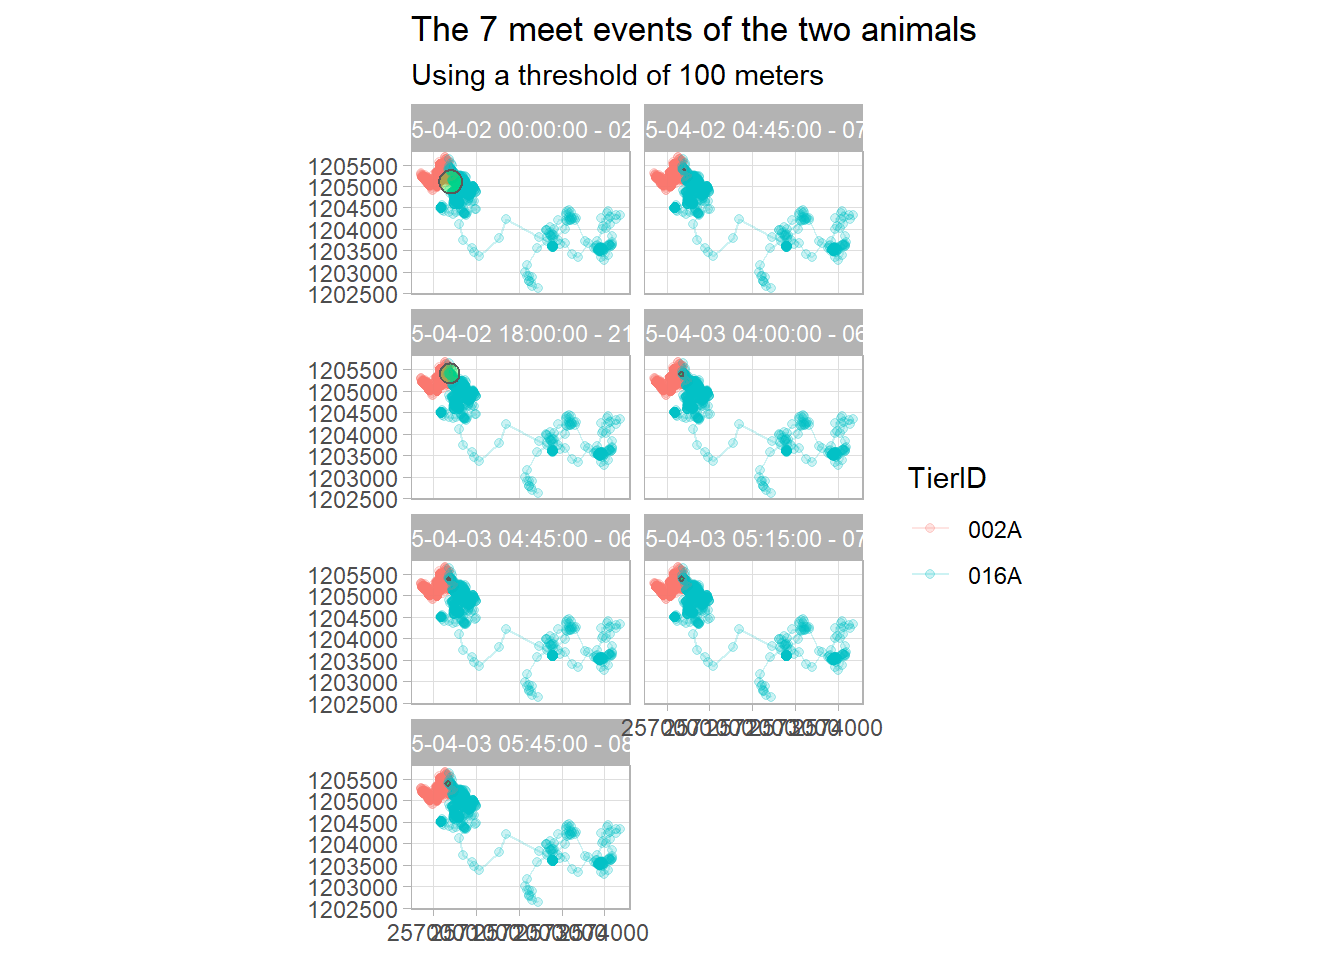 The 7 meet events of the two animals
Using a threshold of 100 meters
5-04-02 00:00:00 - 02
5-04-02 04:45:00 - 07
1205500
1205000
1204500
1204000
1203500
1203000
1202500
5-04-02 18:00:00 - 21
5-04-03 04:00:00 - 06
1205500
1205000
1204500
1204000
1203500
1203000
1202500
5-04-03 04:45:00 - 06
5-04-03 05:15:00 - 07
1205500
1205000
1204500
1204000
1203500
1203000
1202500
5-04-03 05:45:00 - 08
1205500
1205000
1204500
1204000
1203500
1203000
1202500
TierID
002A
016A